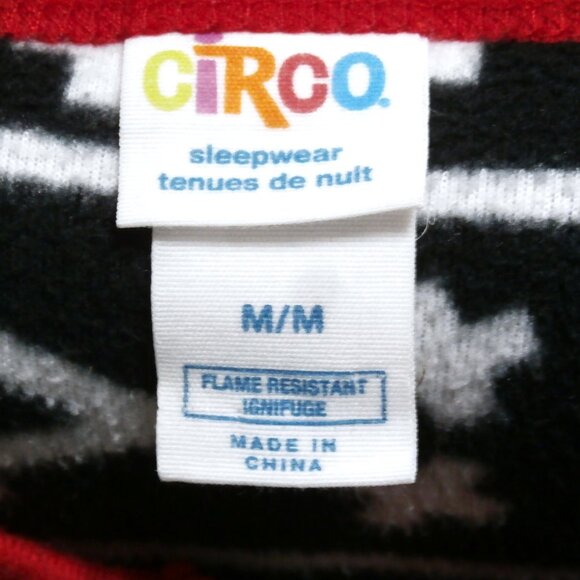 CiRCO.
sleepwear
tenues de nuit
M/M
FLAME RESISTANT
IGNIFUGE
MADE IN
CHINA